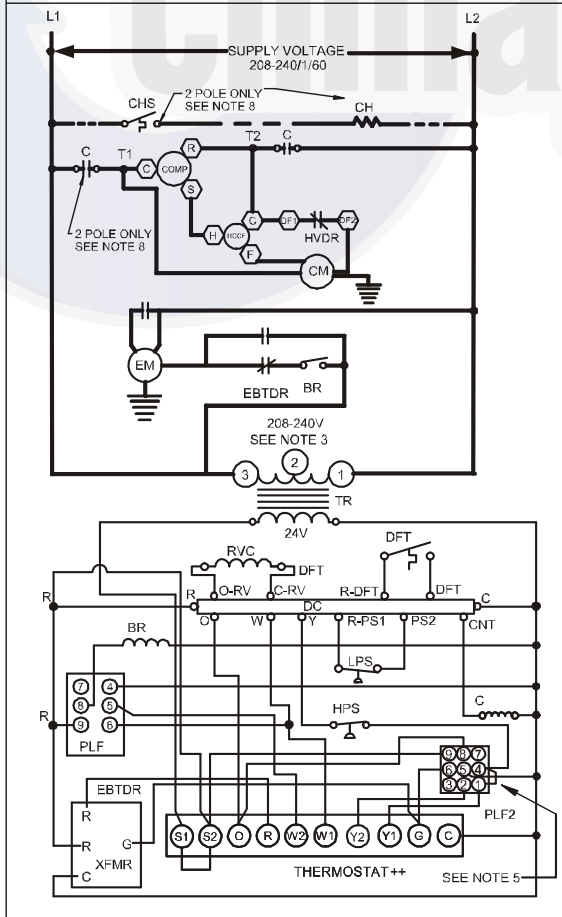 L1 L2
SUPPLY VOLTAGE
208-240/1/60
2 POLE ONLY
SEE NOTE 8
CHS CH
C T1 C COMP R T2 C
S
2 POLE ONLY
SEE NOTE 8
H RCCF C DF1 DF2
HVDR
F
CM
EM
EBTDR BR
208-240V
SEE NOTE 3
3 2 1
TR
24V
RVC DFT DFT
R O-RV C-RV R-DFT DFT C
DC
O W Y R-PS1 PS2 CNT
R
BR
LPS
C
HPS
7 4
8 5
9 6
PLF
R
9 8 7
6 5 4
3 2 1
PLF2
EBTDR
R
R G
XFMR
C
S1 S2 O R W2 W1 Y2 Y1 G C
THERMOSTAT++
SEE NOTE 5